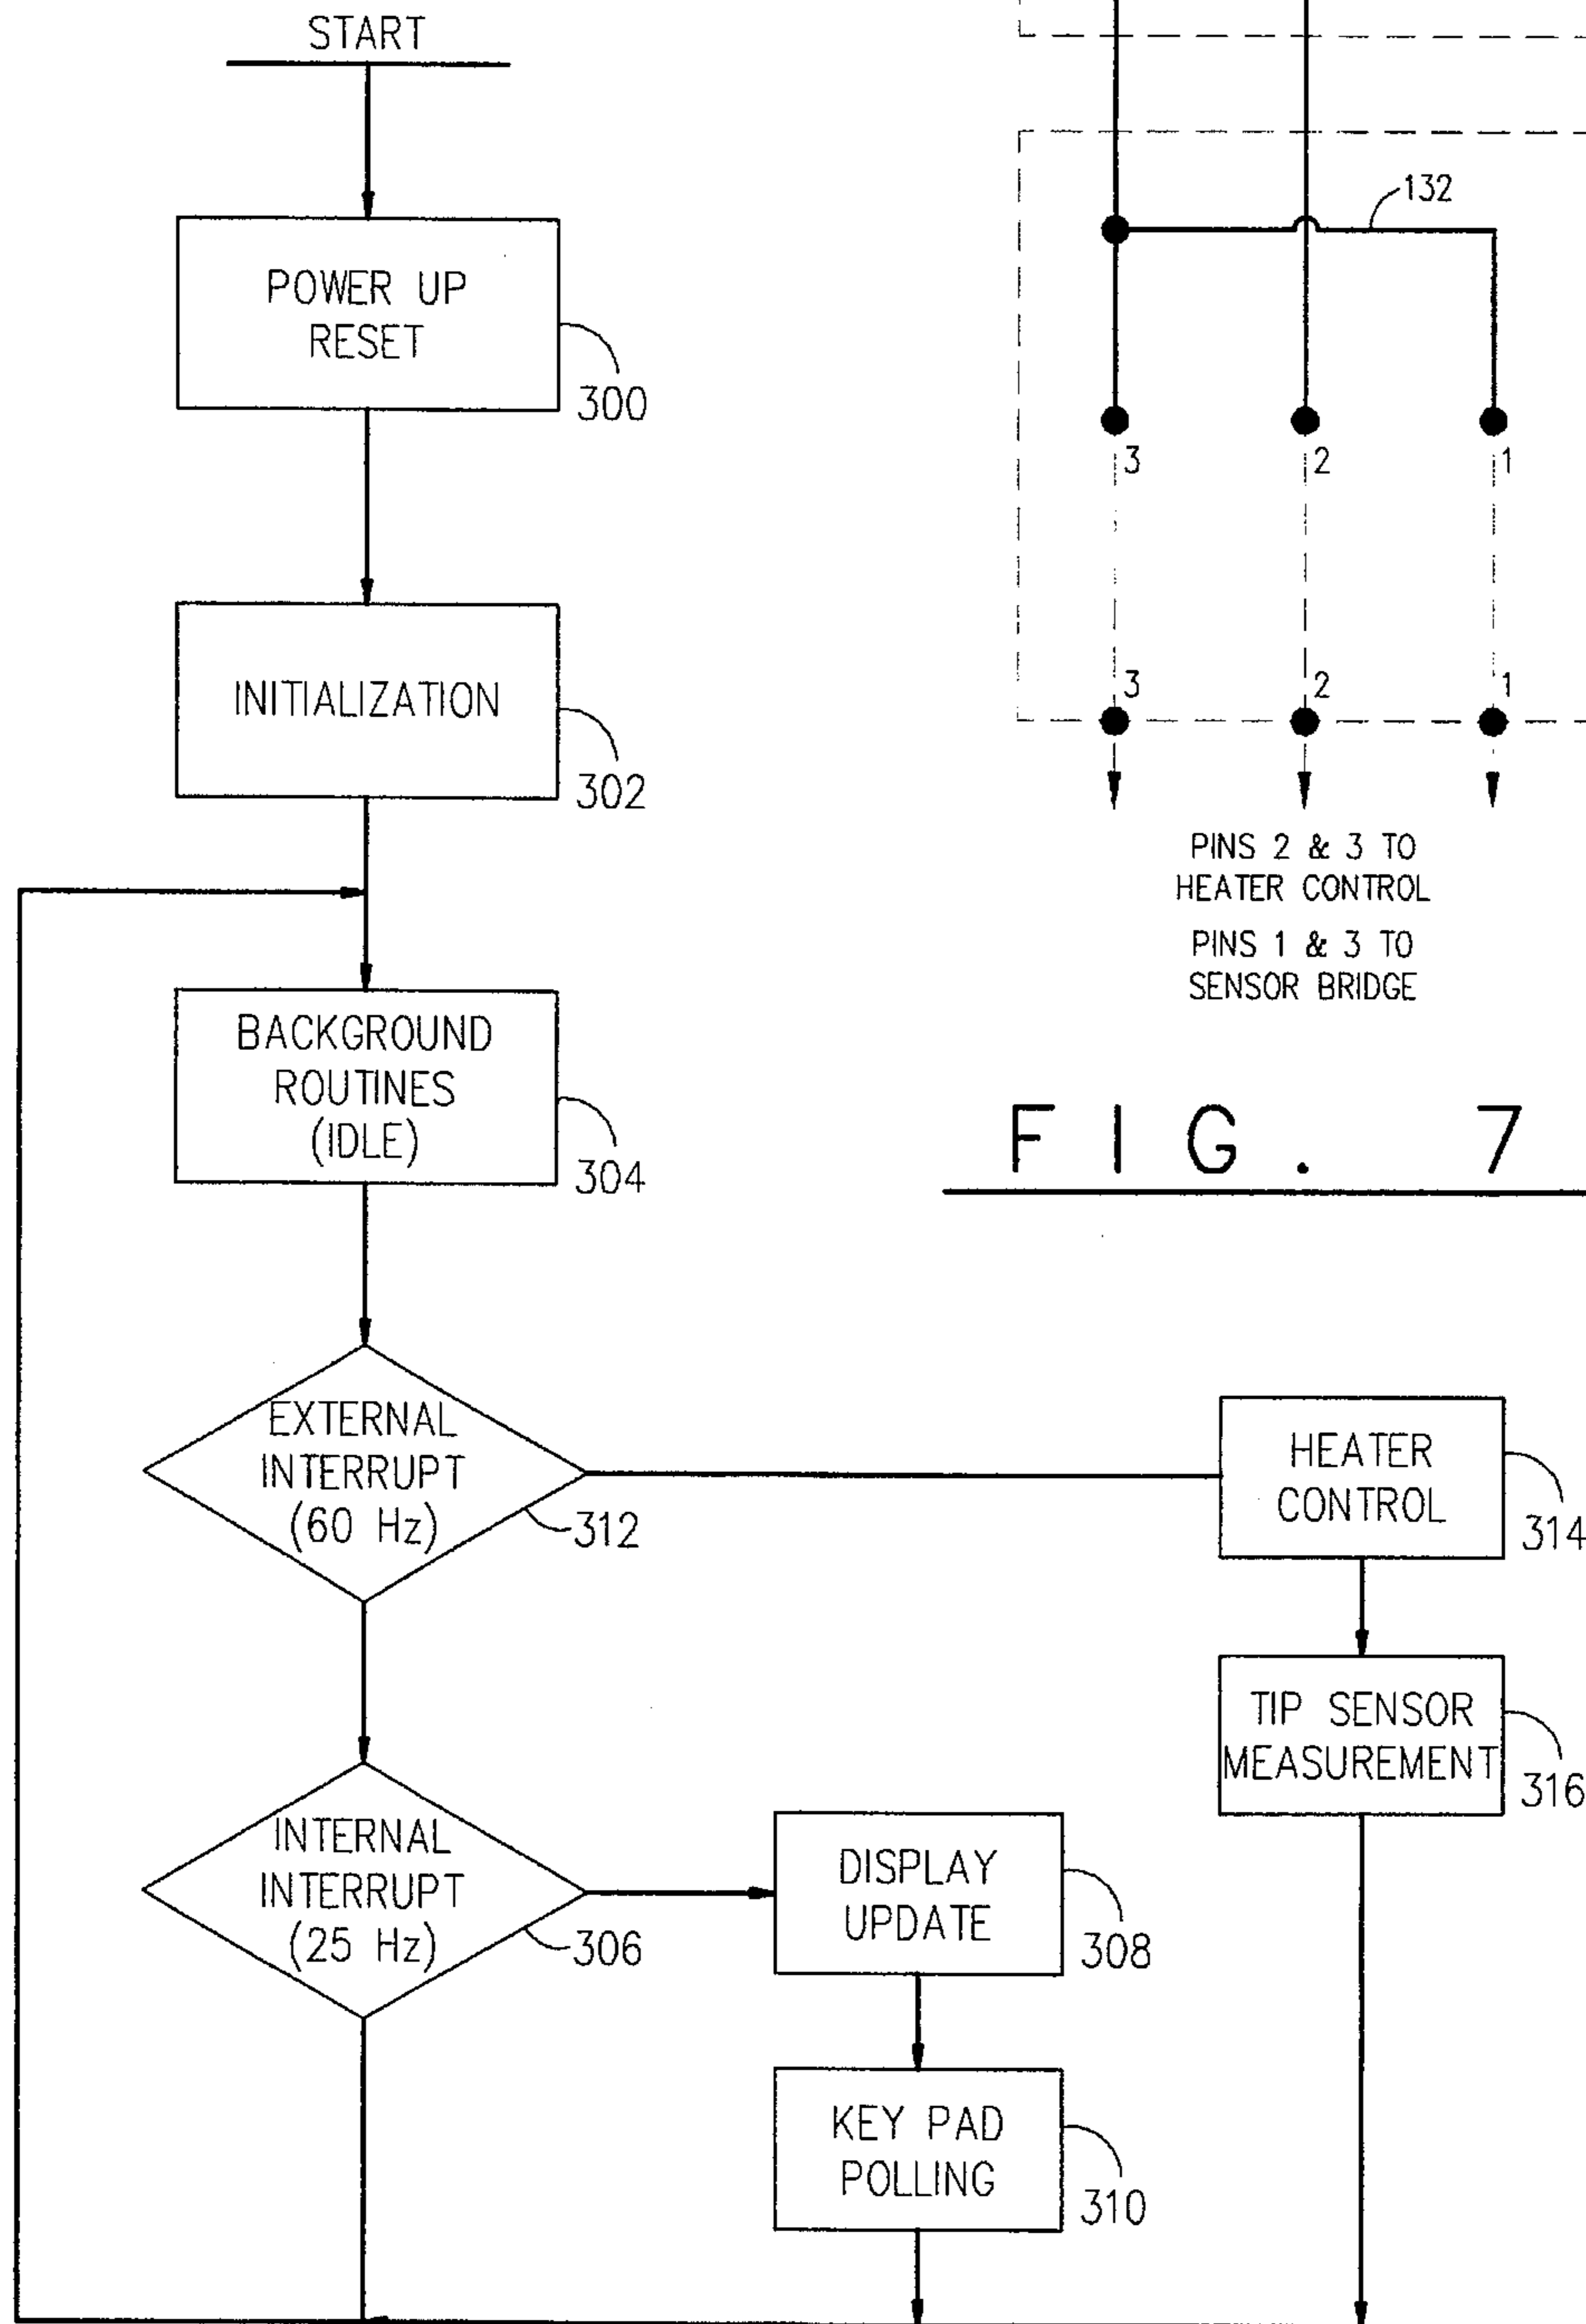 START
POWER UP
RESET
300
INITIALIZATION
302
BACKGROUND
ROUTINES
(IDLE)
304
EXTERNAL
INTERRUPT
(60 Hz)
312
HEATER
CONTROL
314
TIP SENSOR
MEASUREMENT
316
INTERNAL
INTERRUPT
(25 Hz)
306
DISPLAY
UPDATE
308
KEY PAD
POLLING
310
132
3
2
1
3
2
1
PINS 2 & 3 TO
HEATER CONTROL
PINS 1 & 3 TO
SENSOR BRIDGE
FIG. 7